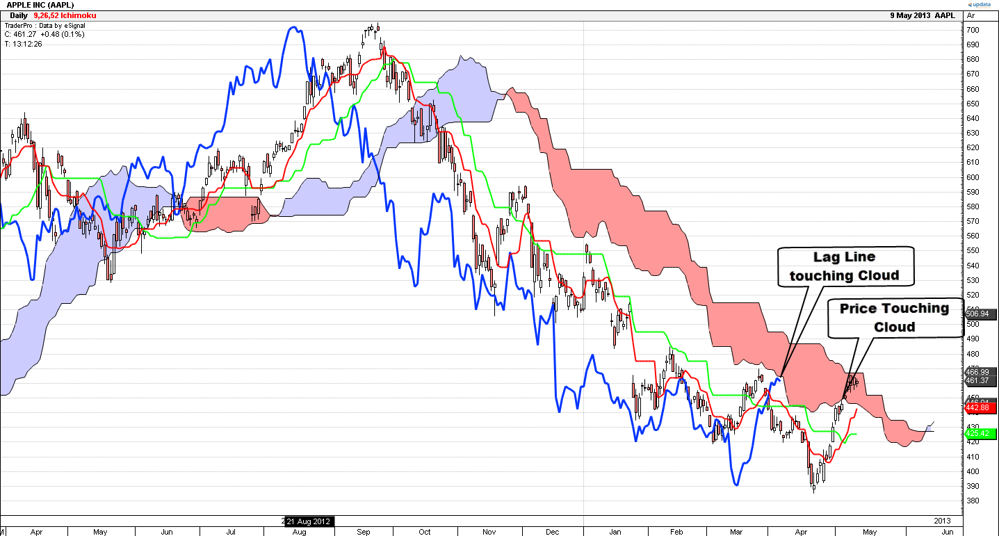 APPLE INC (AAPL)
updata
Daily 9,26,52 Ichimoku
9 May 2013 AAPL
Ar
TraderPro : Data by eSignal
C: 461.27 +0.48 (0.1%)
T: 13:12:26
700
690
680
670
660
650
640
630
620
610
600
590
580
570
560
550
540
530
520
506.94
500
490
480
466.99
461.37
450
442.88
430
425.42
420
410
400
390
380
Lag Line
touching Cloud
Price Touching
Cloud
21 Aug 2012
2013
Apr May Jun Jul Aug Sep Oct Nov Dec Jan Feb Mar Apr May Jun